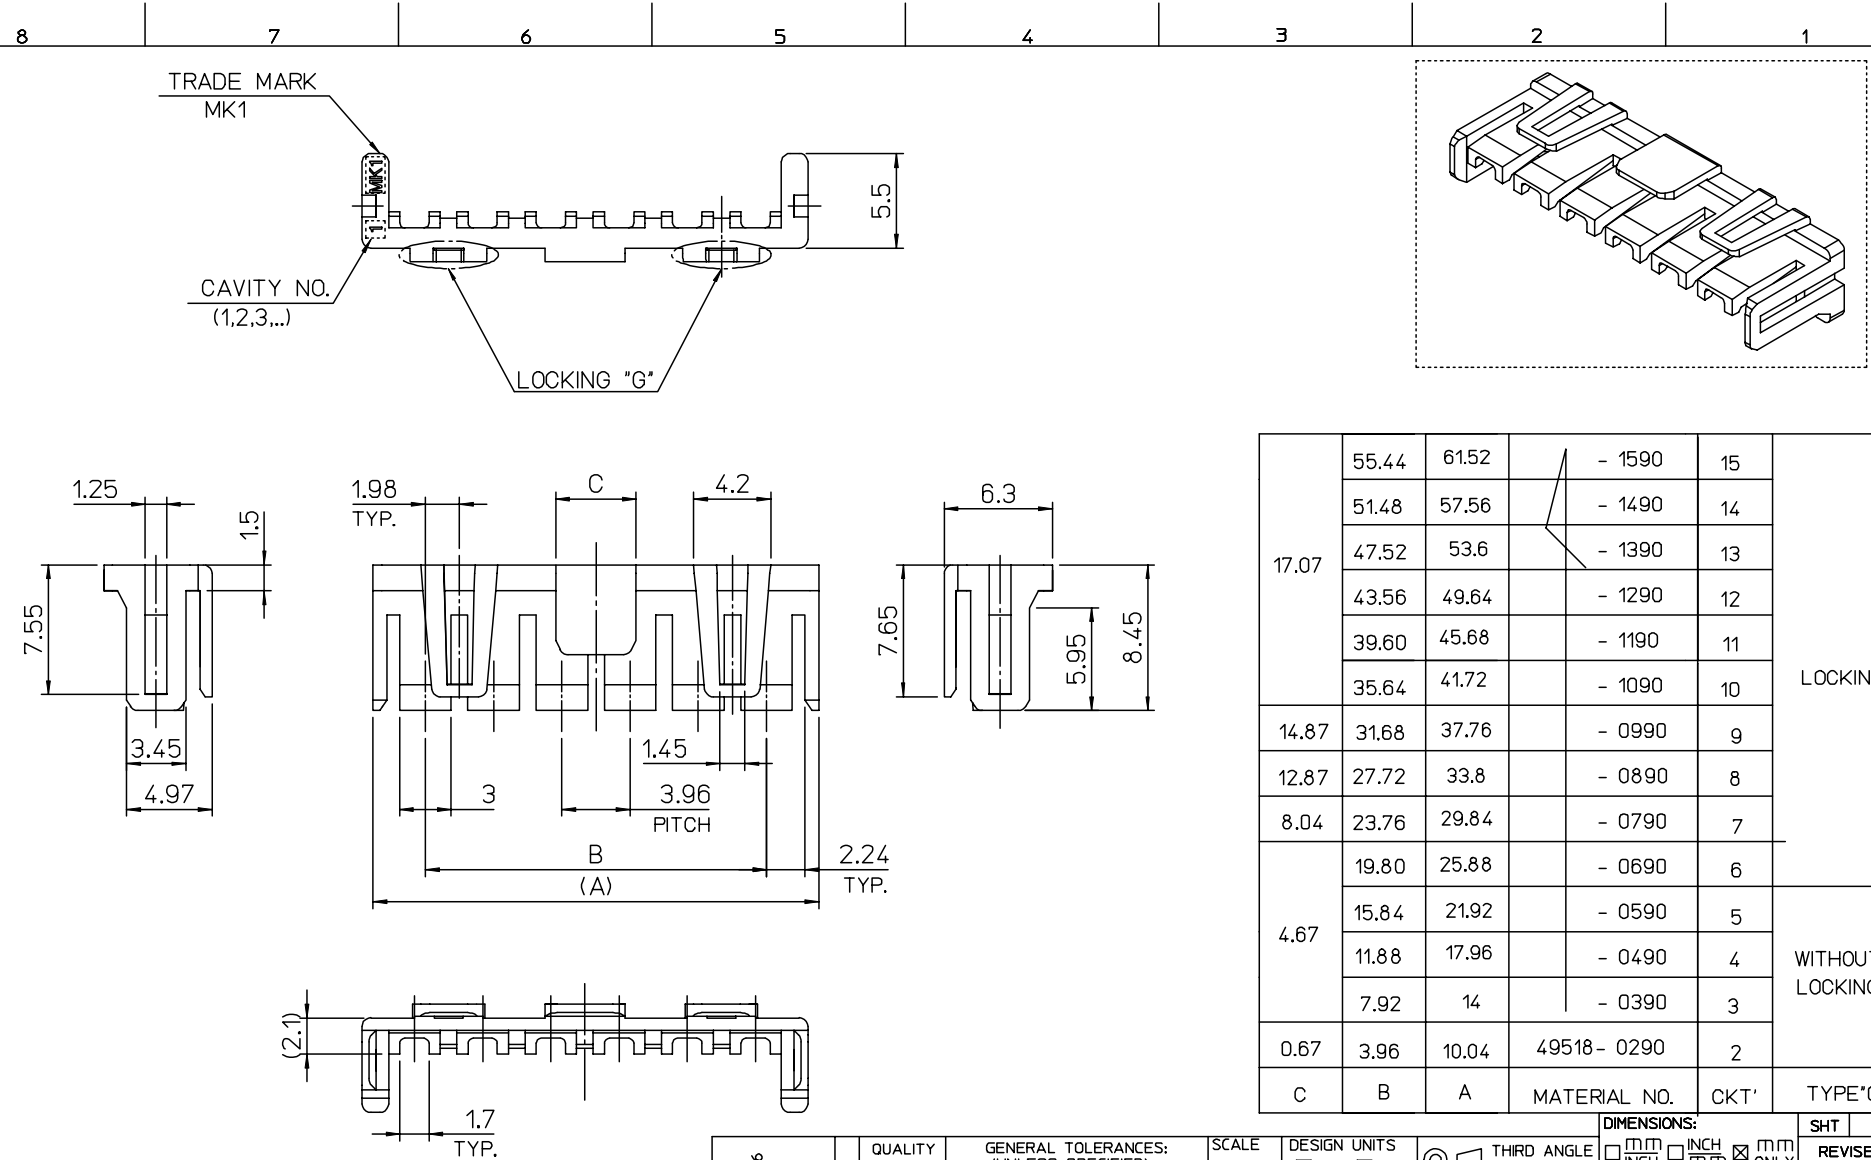 8 7 6 5 4 3 2 1
TRADE MARK
MK1
MK1
1
5.5
CAVITY NO.
(1,2,3,..)
LOCKING "G"
1.25
1.5
7.55
3.45
4.97
1.98
TYP.
C
4.2
3
1.45
3.96
PITCH
B
2.24
TYP.
(A)
6.3
7.65
5.95
8.45
(2.1)
1.7
TYP.
17.07 55.44 61.52 - 1590 15
51.48 57.56 - 1490 14
47.52 53.6 - 1390 13
43.56 49.64 - 1290 12
39.60 45.68 - 1190 11
35.64 41.72 - 1090 10
LOCKIN
14.87 31.68 37.76 - 0990 9
12.87 27.72 33.8 - 0890 8
8.04 23.76 29.84 - 0790 7
4.67 19.80 25.88 - 0690 6
15.84 21.92 - 0590 5
11.88 17.96 - 0490 4
7.92 14 - 0390 3
WITHOUT
LOCKING
0.67 3.96 10.04 49518- 0290 2
C B A MATERIAL NO. CKT' TYPE"
QUALITY
GENERAL TOLERANCES:
SCALE
DESIGN UNITS
THIRD ANGLE
DIMENSIONS:
mm INCH mm
SHT
REVISE